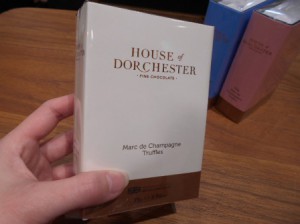 HOUSE of
DORCHESTER
• FINE CHOCOLATE •
Marc de Champagne
Truffles